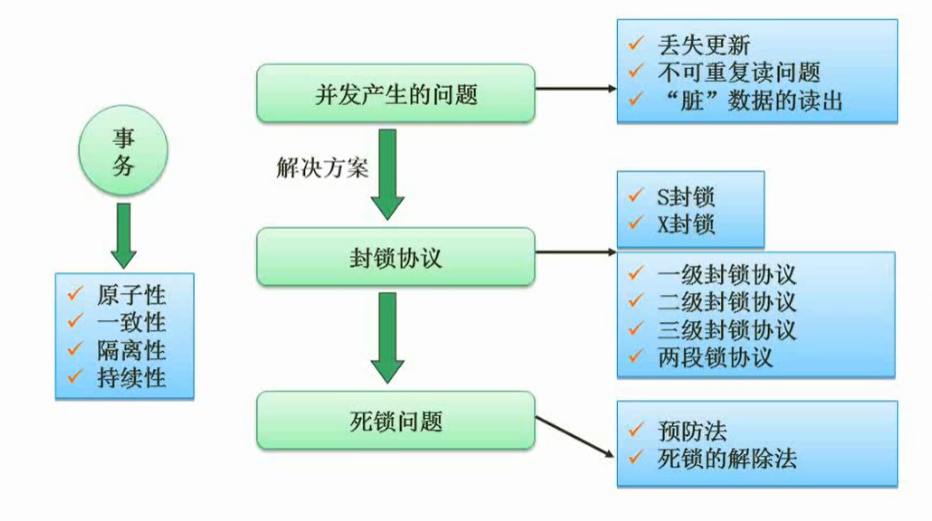 事
务
原子性
一致性
隔离性
持续性
并发产生的问题
解决方案
封锁协议
死锁问题
丢失更新
不可重复读问题
“脏”数据的读出
S封锁
X封锁
一级封锁协议
二级封锁协议
三级封锁协议
两段锁协议
预防法
死锁的解除法